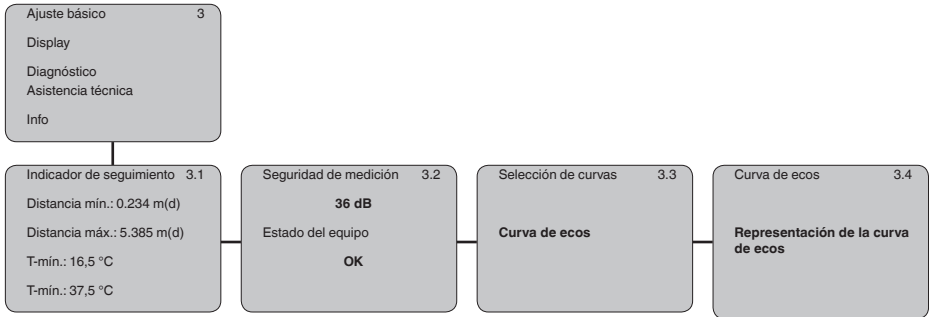 Ajuste básico 3
Display
Diagnóstico
Asistencia técnica
Info
Indicador de seguimiento 3.1
Distancia mín.: 0.234 m(d)
Distancia máx.: 5.385 m(d)
T-mín.: 16,5 °C
T-mín.: 37,5 °C
Seguridad de medición 3.2
36 dB
Estado del equipo
OK
Selección de curvas 3.3
Curva de ecos
Curva de ecos 3.4
Representación de la curva
de ecos